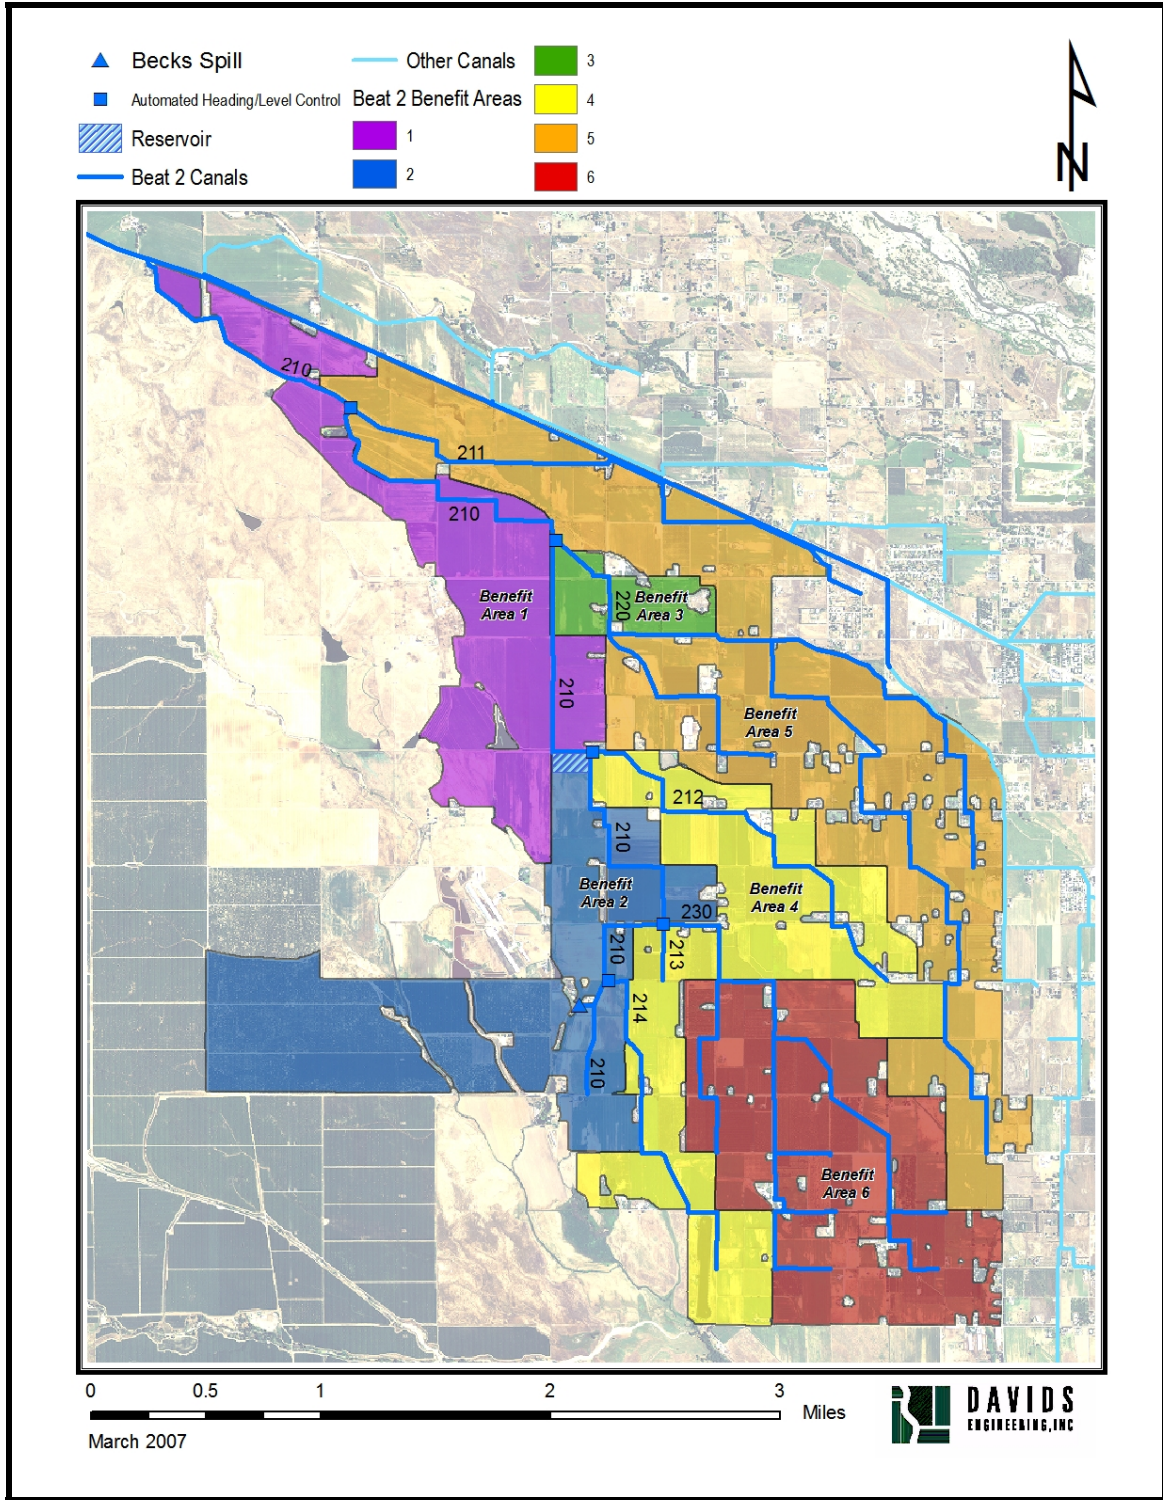 Becks Spill
Automated Heading/Level Control
Reservoir
Beat 2 Canals
Other Canals
Beat 2 Benefit Areas
1
2
3
4
5
6
N
210
211
210
Benefit
Area 1
220
Benefit
Area 3
210
Benefit
Area 5
212
210
Benefit
Area 2
Benefit
Area 4
230
210
213
214
210
Benefit
Area 6
0 0.5 1 2 3
Miles
March 2007
DAVIDS
ENGINEERING, INC